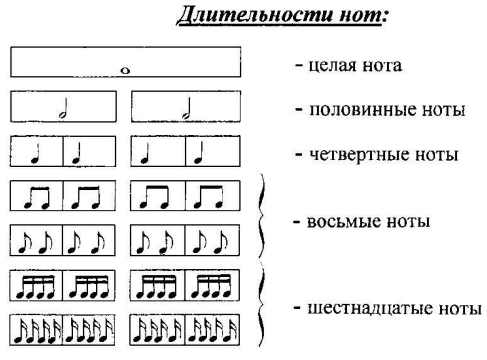 Длительности нот:
- целая нота
- половинные ноты
- четвертные ноты
- восьмые ноты
- шестнадцатые ноты